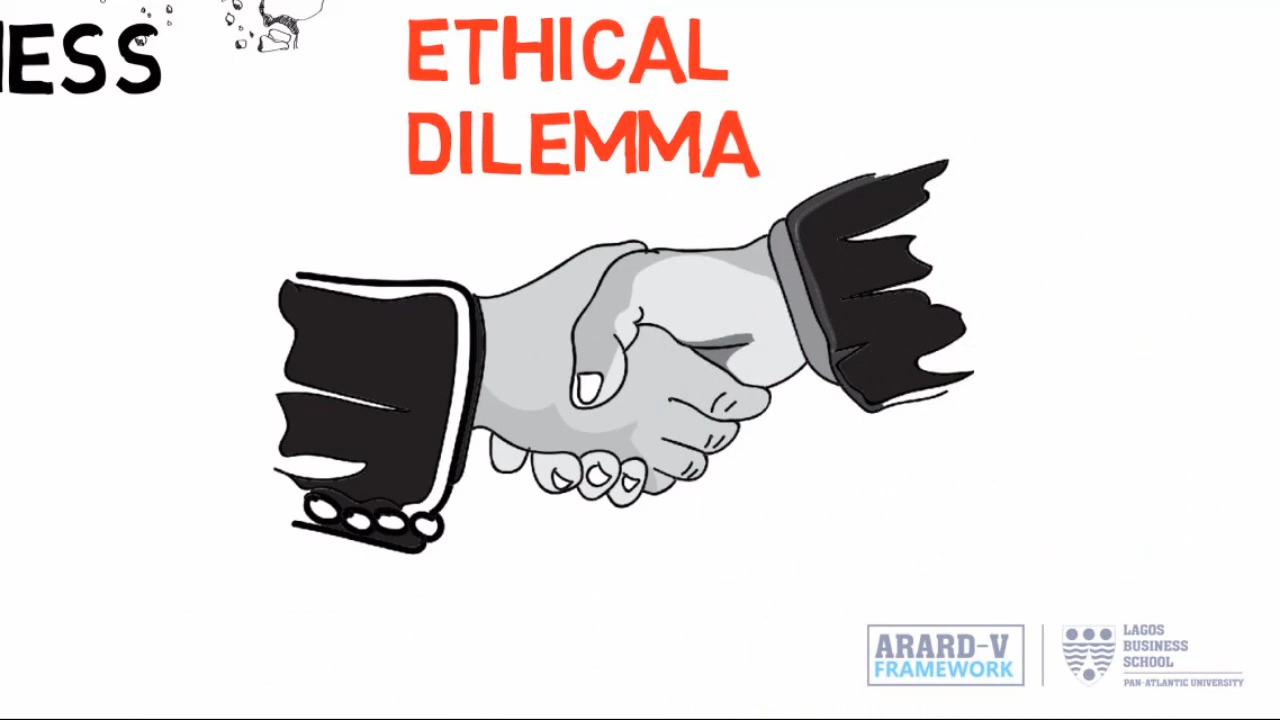 ESS
ETHICAL
DILEMMA
ARARD-V
FRAMEWORK
LAGOS
BUSINESS
SCHOOL
PAN-ATLANTIC UNIVERSITY